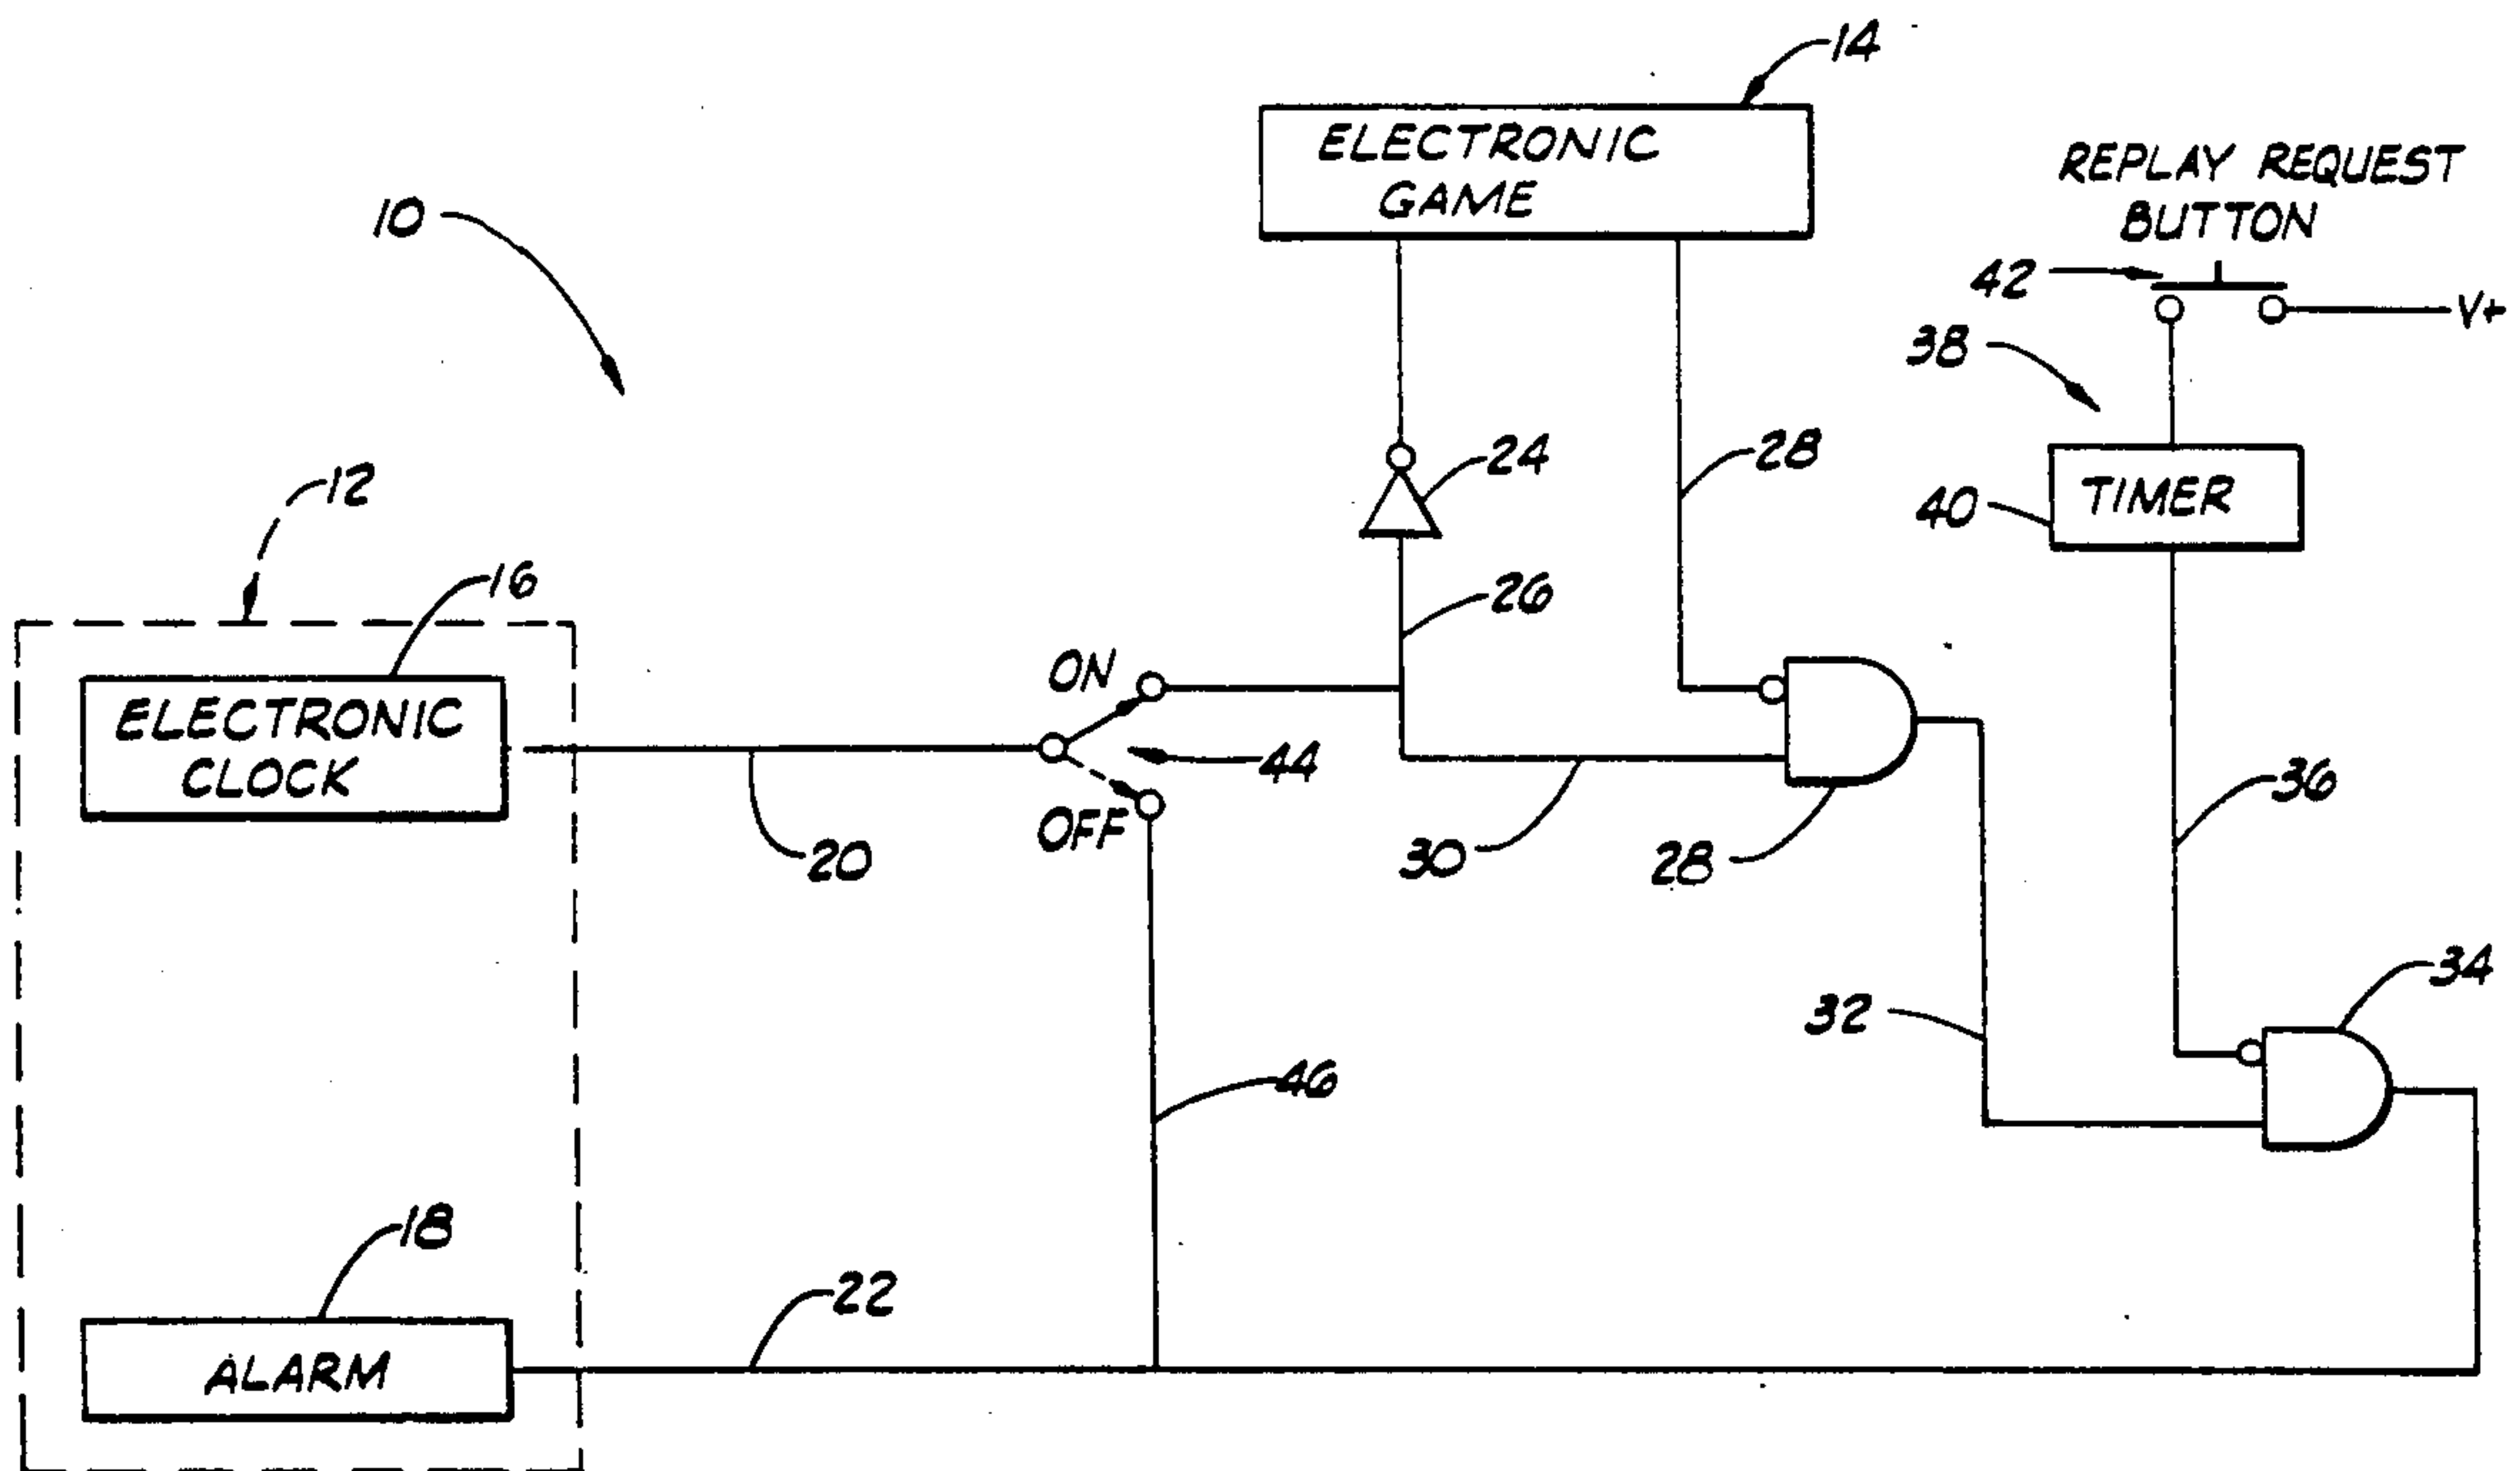 14
ELECTRONIC
GAME
REPLAY REQUEST
BUTTON
10
42
V+
38
12
24
28
TIMER
40
16
26
ON
ELECTRONIC
CLOCK
44
36
OFF
20
30
28
34
32
46
18
22
ALARM